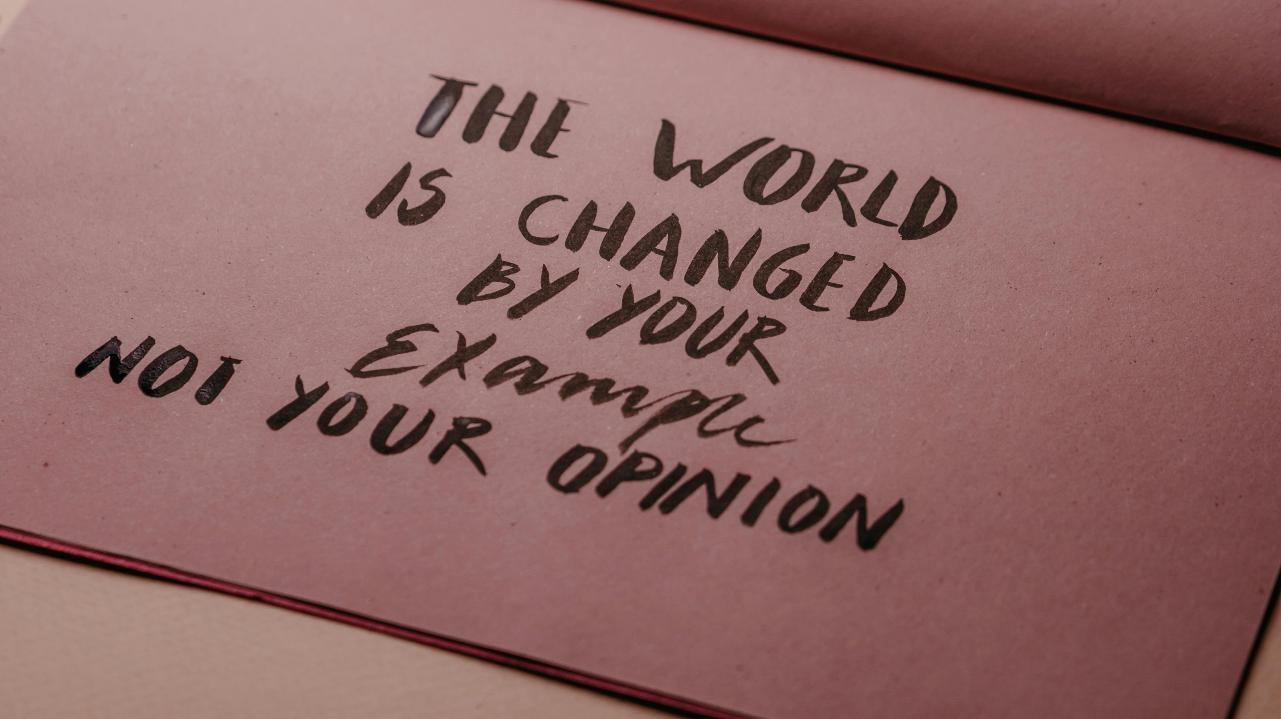 THE WORLD
IS CHANGED
BY YOUR
Example
NOT YOUR OPINION